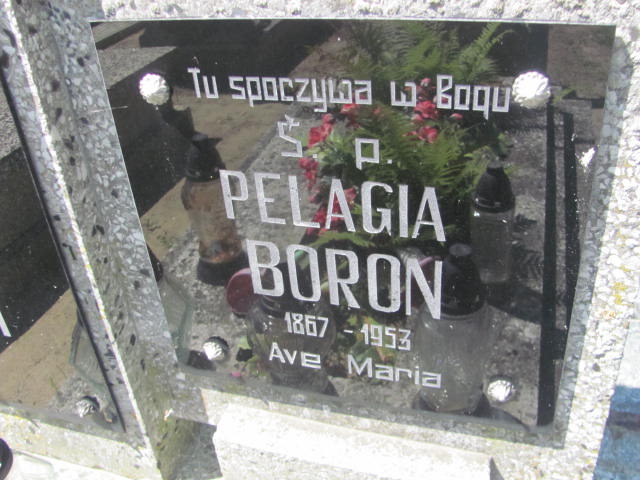 Tu spoczywa w Bogu
Ś. p.
PELAGIA
BOROŃ
1867 - 1953
Ave Maria